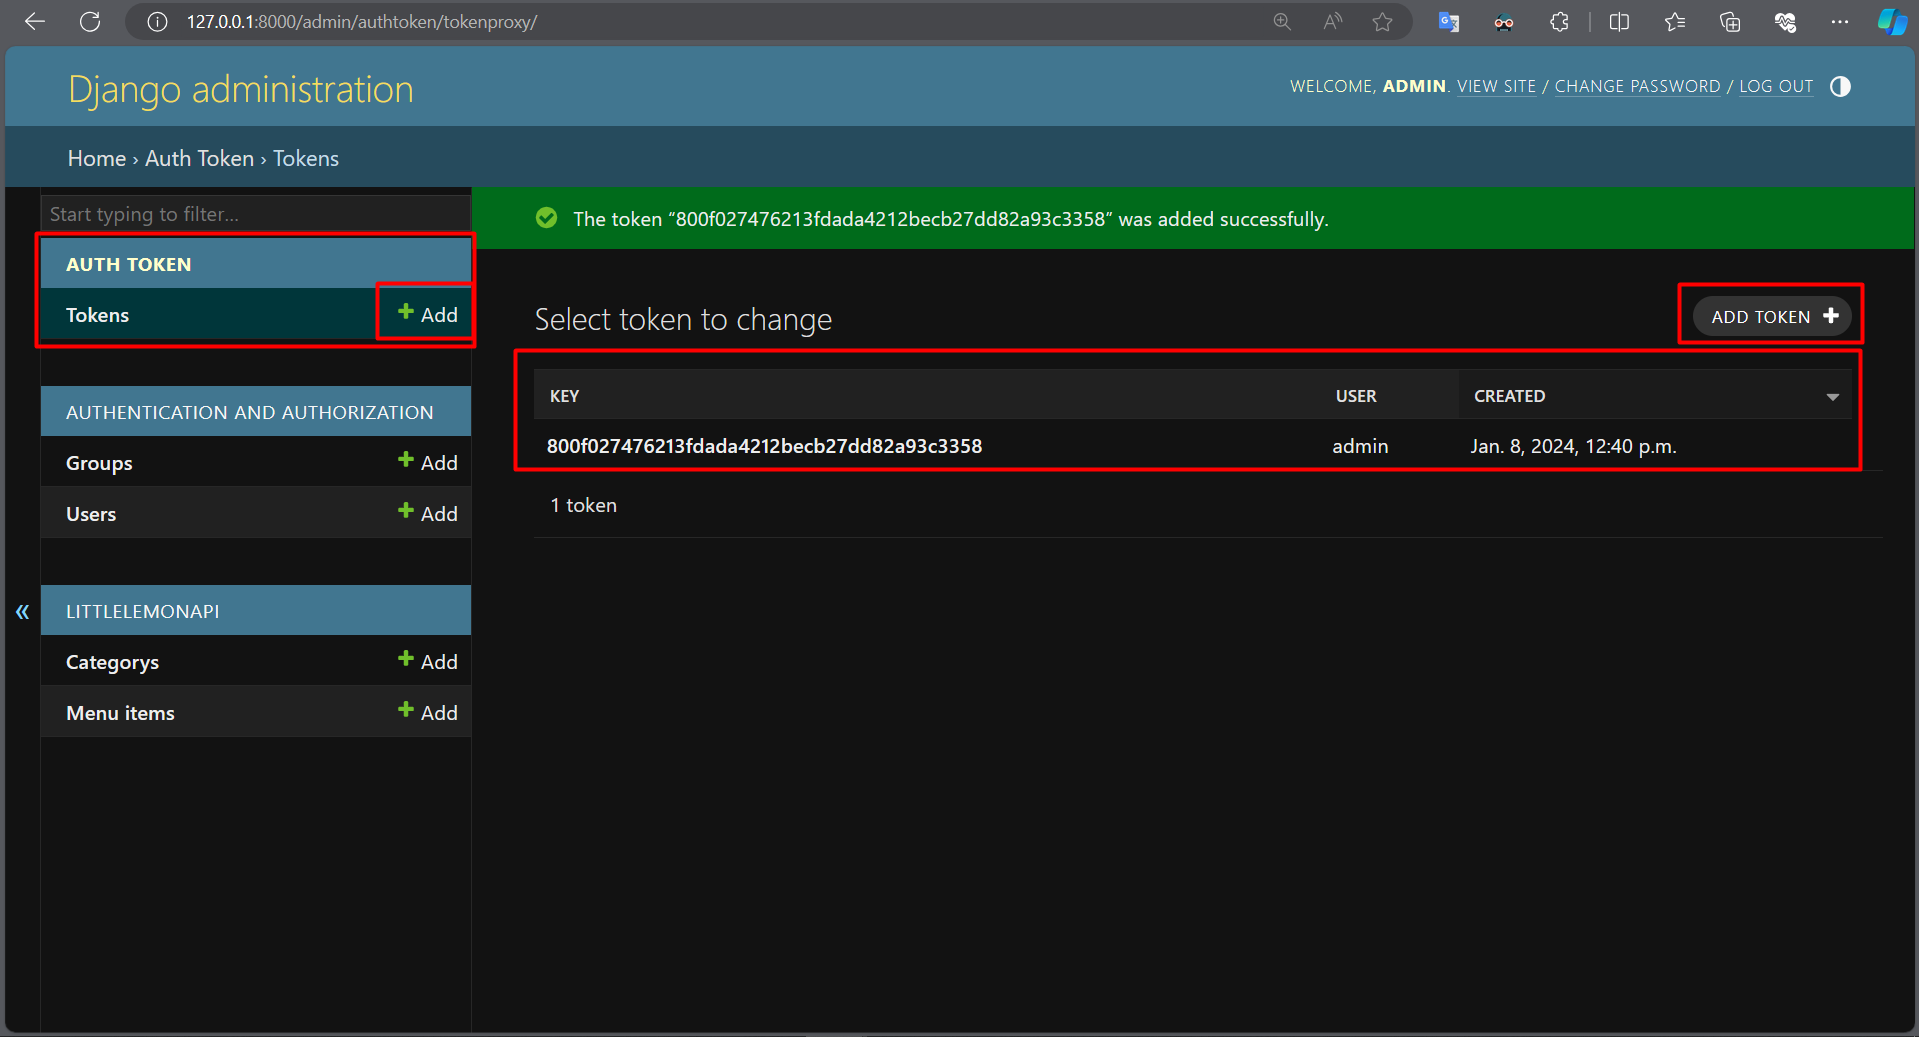 127.0.0.1:8000/admin/authtoken/tokenproxy/
Django administration
WELCOME, ADMIN. VIEW SITE / CHANGE PASSWORD / LOG OUT
Home › Auth Token › Tokens
Start typing to filter...
The token “800f027476213fdada4212becb27dd82a93c3358” was added successfully.
AUTH TOKEN
Tokens + Add
AUTHENTICATION AND AUTHORIZATION
Groups + Add
Users + Add
«
LITTLELEMONAPI
Categorys + Add
Menu items + Add
Select token to change
ADD TOKEN +
KEY USER CREATED
800f027476213fdada4212becb27dd82a93c3358 admin Jan. 8, 2024, 12:40 p.m.
1 token